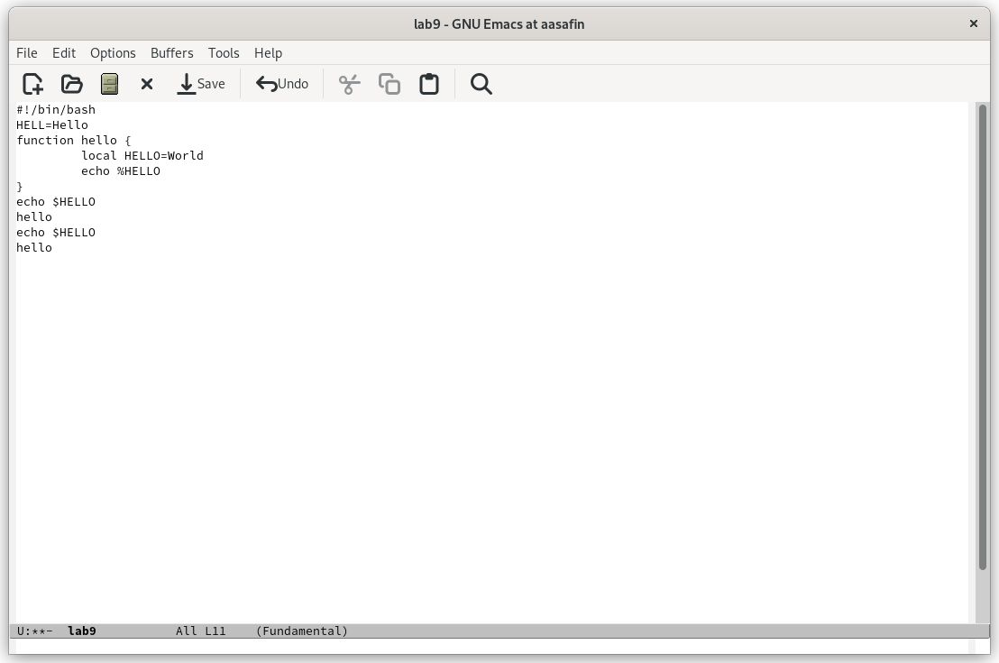 lab9 - GNU Emacs at aasafin
File Edit Options Buffers Tools Help
Save Undo
#!/bin/bash
HELL=Hello
function hello {
        local HELLO=World
        echo %HELLO
}
echo $HELLO
hello
echo $HELLO
hello
U:**-  lab9           All L11    (Fundamental)